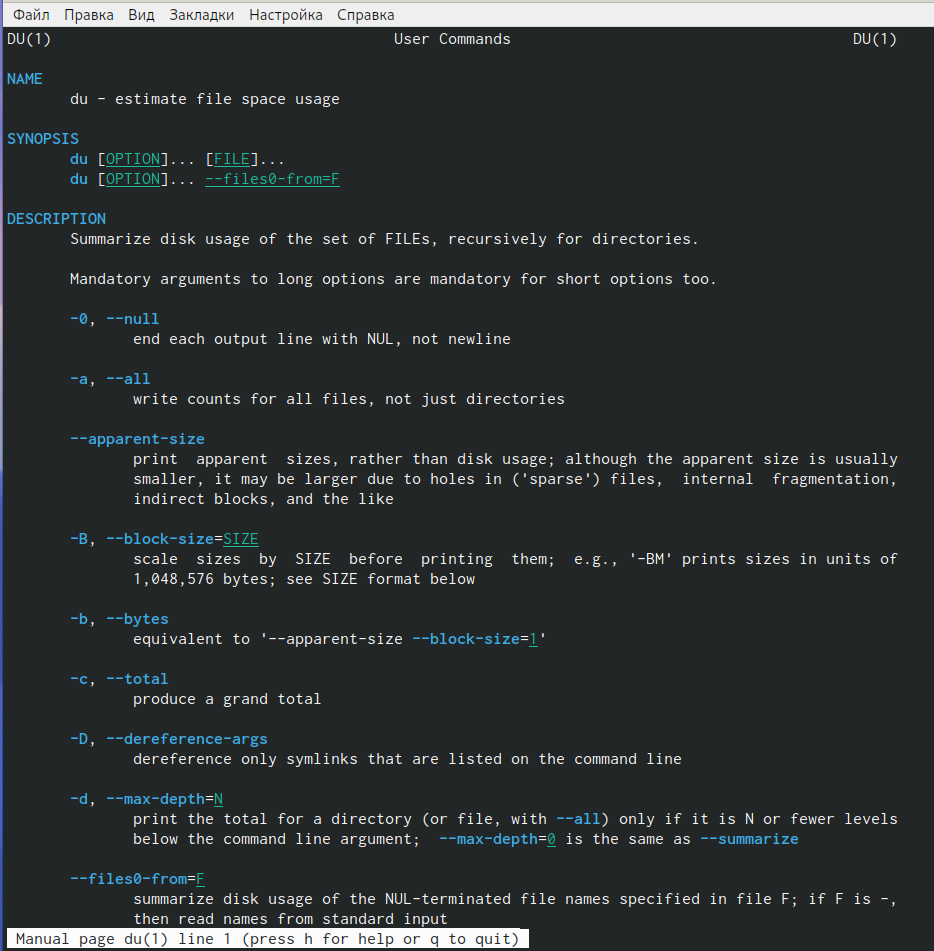 Файл Правка Вид Закладки Настройка Справка
DU(1) User Commands DU(1)
NAME
du - estimate file space usage
SYNOPSIS
du [OPTION]... [FILE]...
du [OPTION]... --files0-from=F
DESCRIPTION
Summarize disk usage of the set of FILEs, recursively for directories.
Mandatory arguments to long options are mandatory for short options too.
-0, --null
end each output line with NUL, not newline
-a, --all
write counts for all files, not just directories
--apparent-size
print apparent sizes, rather than disk usage; although the apparent size is usually
smaller, it may be larger due to holes in ('sparse') files, internal fragmentation,
indirect blocks, and the like
-B, --block-size=SIZE
scale sizes by SIZE before printing them; e.g., '-BM' prints sizes in units of
1,048,576 bytes; see SIZE format below
-b, --bytes
equivalent to '--apparent-size --block-size=1'
-c, --total
produce a grand total
-D, --dereference-args
dereference only symlinks that are listed on the command line
-d, --max-depth=N
print the total for a directory (or file, with --all) only if it is N or fewer levels
below the command line argument; --max-depth=0 is the same as --summarize
--files0-from=F
summarize disk usage of the NUL-terminated file names specified in file F; if F is -,
then read names from standard input
Manual page du(1) line 1 (press h for help or q to quit)